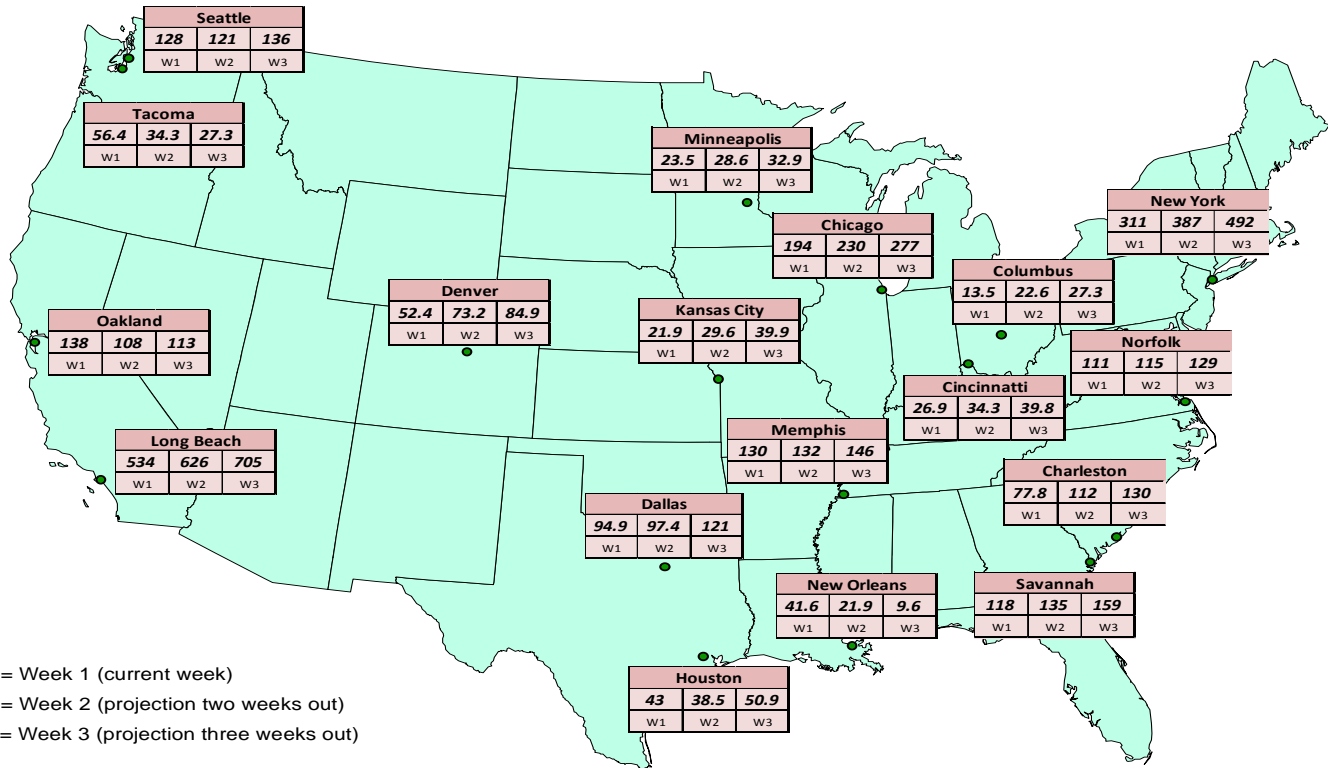 Seattle
128 121 136
W1 W2 W3
Tacoma
56.4 34.3 27.3
W1 W2 W3
Minneapolis
23.5 28.6 32.9
W1 W2 W3
New York
311 387 492
W1 W2 W3
Chicago
194 230 277
W1 W2 W3
Columbus
13.5 22.6 27.3
W1 W2 W3
Denver
52.4 73.2 84.9
W1 W2 W3
Kansas City
21.9 29.6 39.9
W1 W2 W3
Oakland
138 108 113
W1 W2 W3
Norfolk
111 115 129
W1 W2 W3
Cincinnatti
26.9 34.3 39.8
W1 W2 W3
Long Beach
534 626 705
W1 W2 W3
Memphis
130 132 146
W1 W2 W3
Charleston
77.8 112 130
W1 W2 W3
Dallas
94.9 97.4 121
W1 W2 W3
New Orleans
41.6 21.9 9.6
W1 W2 W3
Savannah
118 135 159
W1 W2 W3
Houston
43 38.5 50.9
W1 W2 W3
= Week 1 (current week)
= Week 2 (projection two weeks out)
= Week 3 (projection three weeks out)